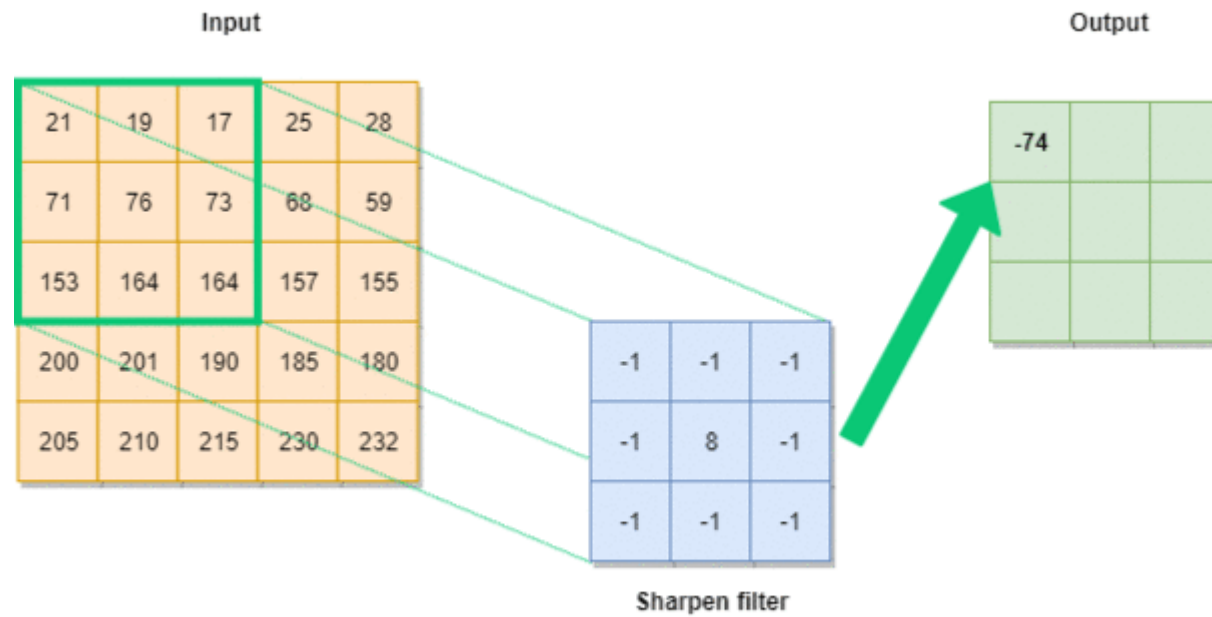 Input
Output
21 19 17 25 28
71 76 73 68 59
153 164 164 157 155
200 201 190 185 180
205 210 215 230 232
-1 -1 -1
-1 8 -1
-1 -1 -1
Sharpen filter
-74